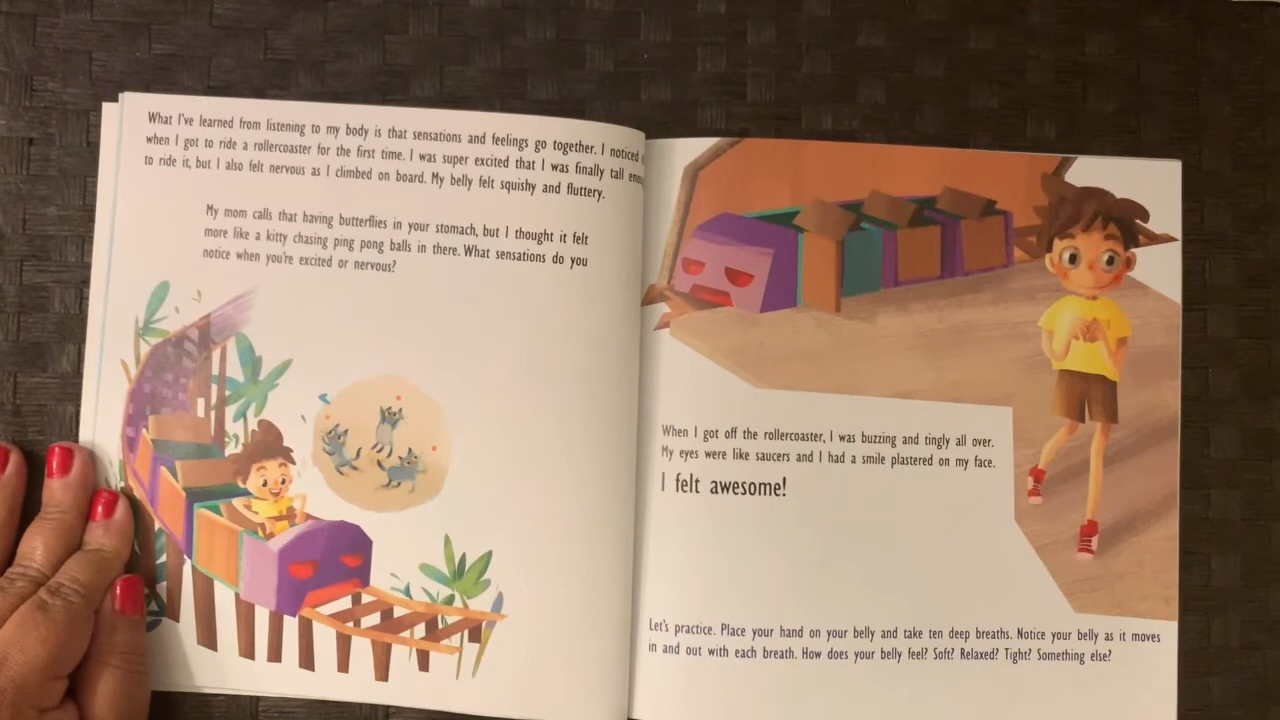 What I've learned from listening to my body is that sensations and feelings go together. I noticed
when I got to ride a rollercoaster for the first time. I was super excited that I was finally tall
to ride it, but I also felt nervous as I climbed on board. My belly felt squishy and fluttery.
My mom calls that having butterflies in your stomach, but I thought it felt
more like a kitty chasing ping pong balls in there. What sensations do you
notice when you're excited or nervous?
When I got off the rollercoaster, I was buzzing and tingly all over.
My eyes were like saucers and I had a smile plastered on my face.
I felt awesome!
Let's practice. Place your hand on your belly and take ten deep breaths. Notice your belly as it moves
in and out with each breath. How does your belly feel? Soft? Relaxed? Tight? Something else?